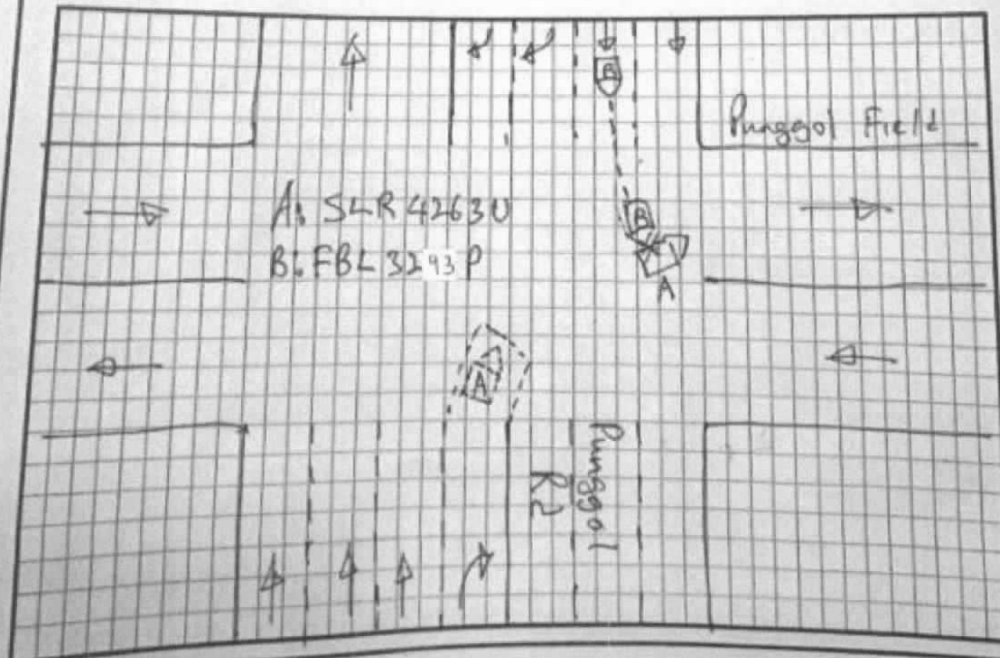 B
Punggol Field
A: SLR 4263U
B: FBL 3293P
B
A
A
Punggol
Rd